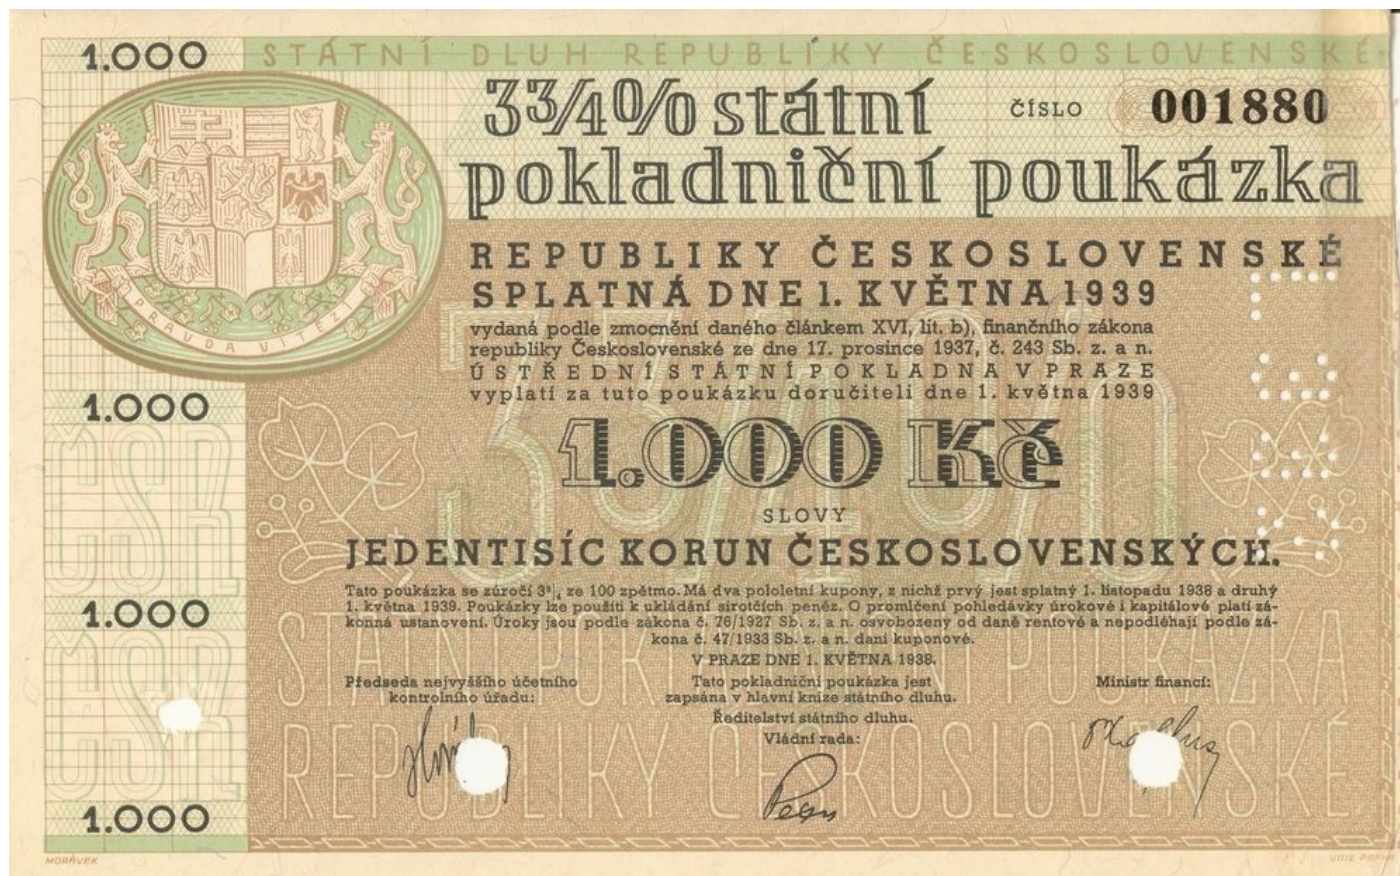 STÁTNÍ DLUH REPUBLIKY ČESKOSLOVENSKÉ
1.000
3 3/4 % státní
ČÍSLO 001880
pokladniční poukázka
PRAVDA VÍTĚZÍ
REPUBLIKY ČESKOSLOVENSKÉ
SPLATNÁ DNE 1. KVĚTNA 1939
vydaná podle zmocnění daného článkem XVI, lit. b), finančního zákona
republiky Československé ze dne 17. prosince 1937, č. 243 Sb. z. a n.
ÚSTŘEDNÍ STÁTNÍ POKLADNA V PRAZE
vyplatí za tuto poukázku doručiteli dne 1. května 1939
1.000
1.000 Kč
SLOVY
JEDENTISÍC KORUN ČESKOSLOVENSKÝCH.
Tato poukázka se zúročí 3¾ ze 100 zpětmo. Má dva pololetní kupony, z nichž prvý jest splatný 1. listopadu 1938 a druhý
1. května 1939. Poukázky lze použíti k ukládání sirotčích peněz. O promlčení pohledávky úrokové i kapitálové platí zá-
konná ustanovení. Úroky jsou podle zákona č. 76/1927 Sb. z. a n. osvobozeny od daně rentové a nepodléhají podle zá-
kona č. 47/1933 Sb. z. a n. dani kuponové.
1.000
V PRAZE DNE 1. KVĚTNA 1938.
Předseda nejvyššího účetního
kontrolního úřadu:
Tato pokladniční poukázka jest
zapsána v hlavní knize státního dluhu.
Ředitelství státního dluhu.
Vládní rada:
Ministr financí:
1.000
3 3/4 %
STÁTNÍ POKLADNIČNÍ POUKÁZKA
REPUBLIKY ČESKOSLOVENSKÉ
MORÁVEK
UNIE PRAHA